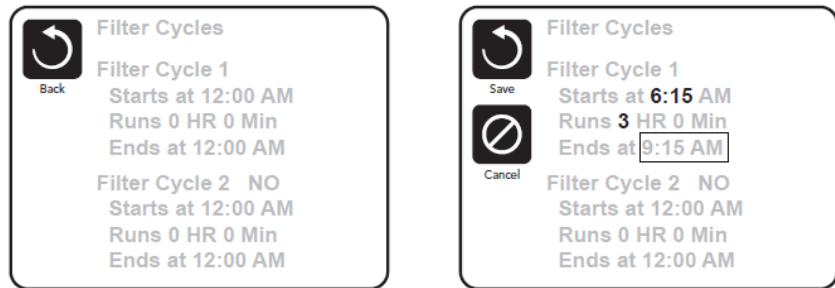 Filter Cycles
Back
Filter Cycle 1
Starts at 12:00 AM
Runs 0 HR 0 Min
Ends at 12:00 AM
Filter Cycle 2 NO
Starts at 12:00 AM
Runs 0 HR 0 Min
Ends at 12:00 AM
Filter Cycles
Save
Filter Cycle 1
Starts at 6:15 AM
Runs 3 HR 0 Min
Ends at 9:15 AM
Cancel
Filter Cycle 2 NO
Starts at 12:00 AM
Runs 0 HR 0 Min
Ends at 12:00 AM